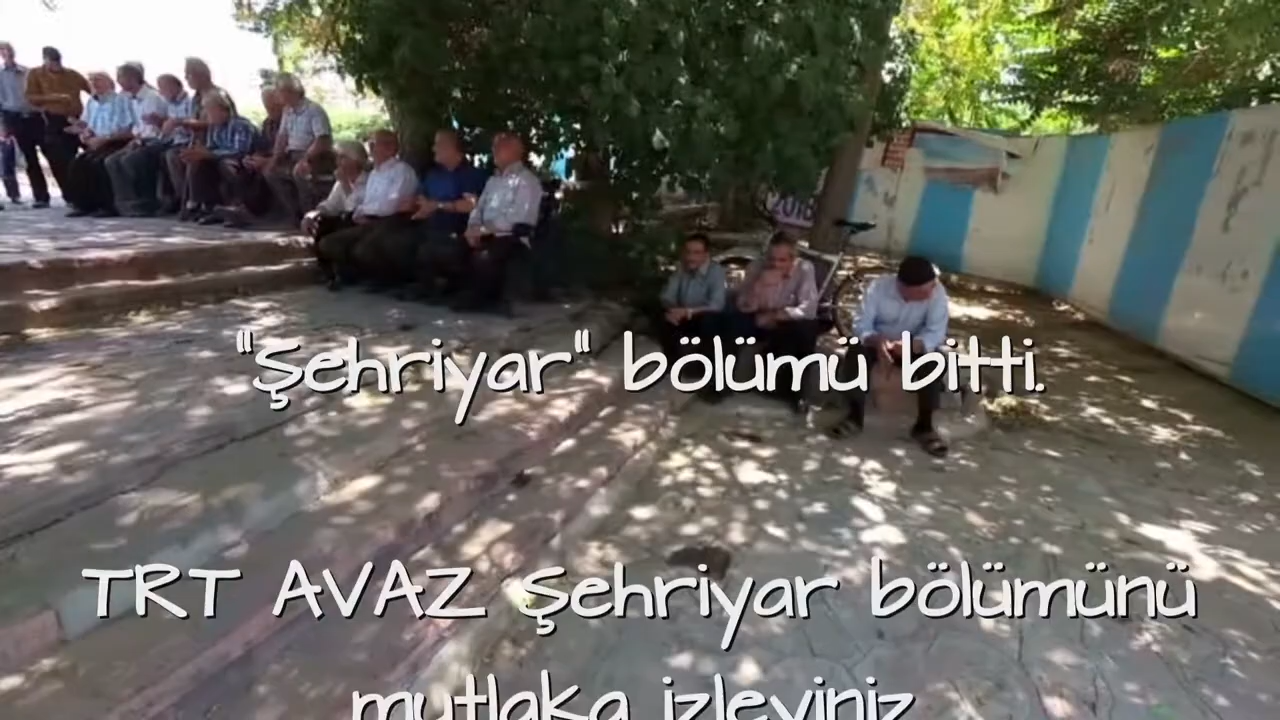 "Şehriyar" bölümü bitti.
TRT AVAZ Şehriyar bölümünü
mutlaka izleyiniz